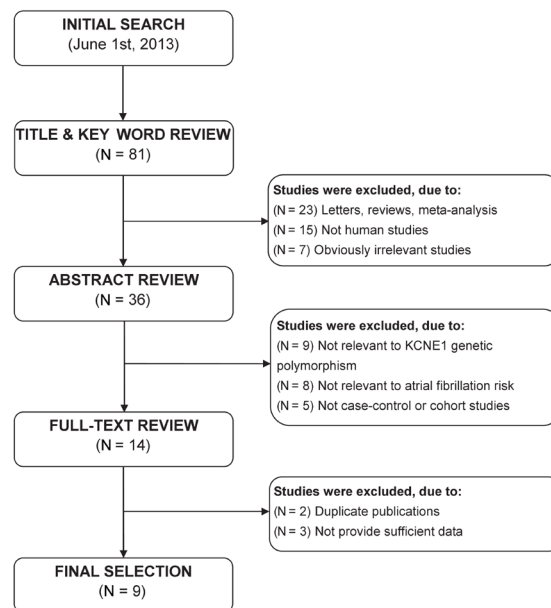 INITIAL SEARCH
(June 1st, 2013)
TITLE & KEY WORD REVIEW
(N = 81)
Studies were excluded, due to:
(N = 23) Letters, reviews, meta-analysis
(N = 15) Not human studies
(N = 7) Obviously irrelevant studies
ABSTRACT REVIEW
(N = 36)
Studies were excluded, due to:
(N = 9) Not relevant to KCNE1 genetic
polymorphism
(N = 8) Not relevant to atrial fibrillation risk
(N = 5) Not case-control or cohort studies
FULL-TEXT REVIEW
(N = 14)
Studies were excluded, due to:
(N = 2) Duplicate publications
(N = 3) Not provide sufficient data
FINAL SELECTION
(N = 9)